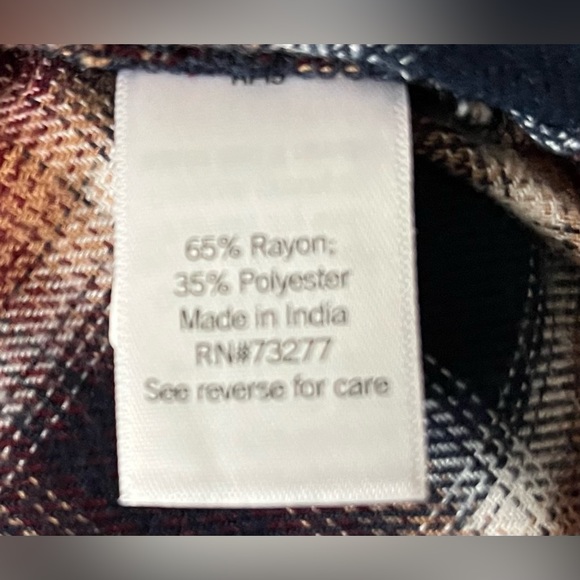 65% Rayon;
35% Polyester
Made in India
RN#73277
See reverse for care